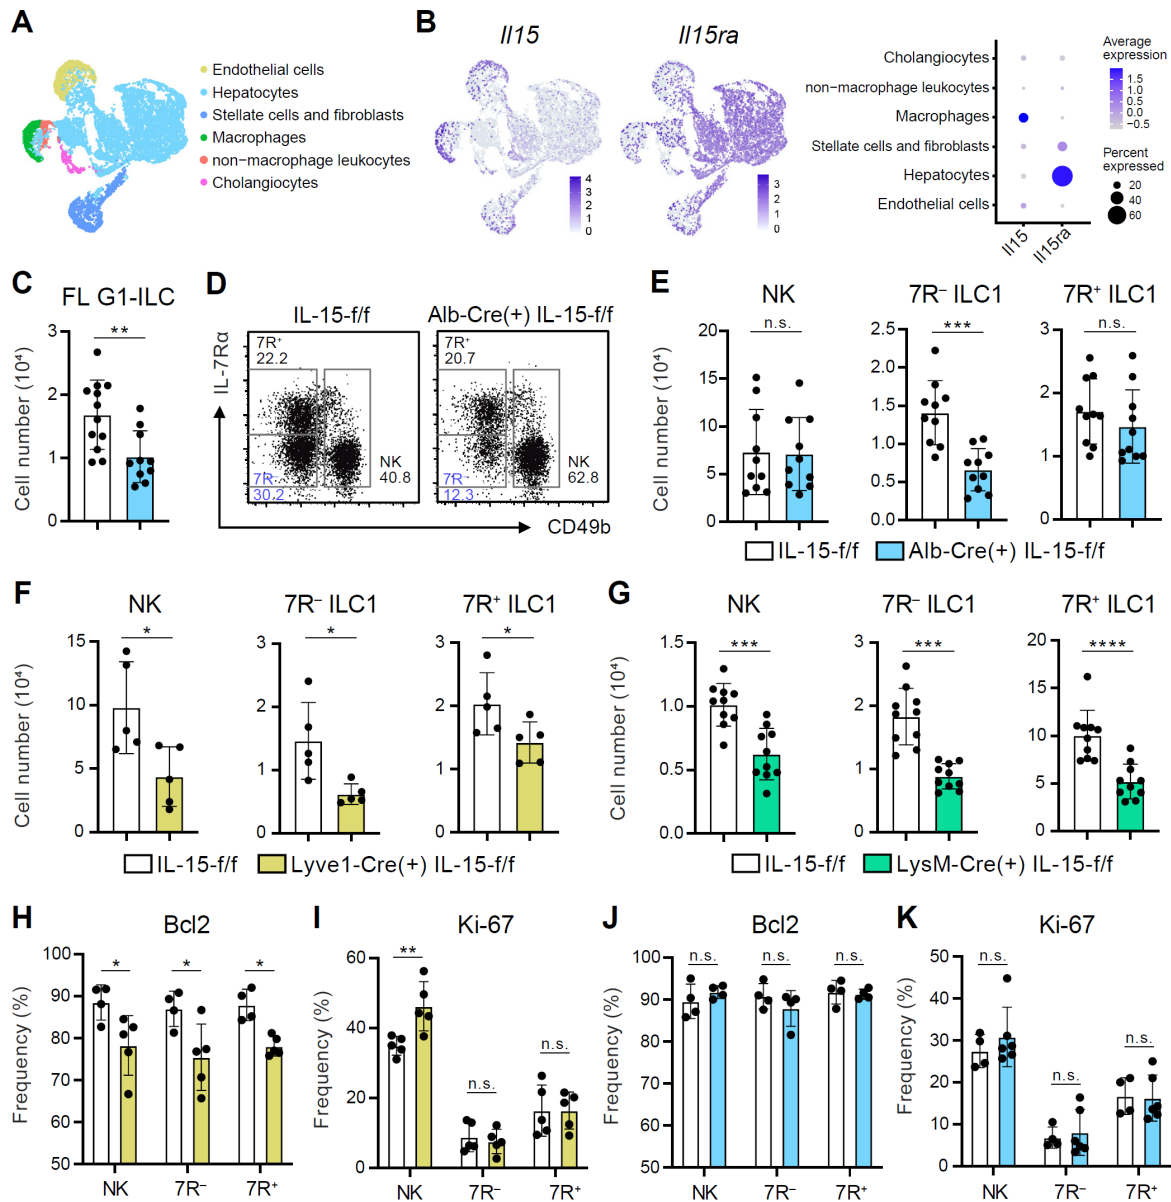 A
Endothelial cells
Hepatocytes
Stellate cells and fibroblasts
Macrophages
non−macrophage leukocytes
Cholangiocytes
B
Il15
Il15ra
4
3
2
1
0
3
2
1
0
Cholangiocytes
non−macrophage leukocytes
Macrophages
Stellate cells and fibroblasts
Hepatocytes
Endothelial cells
Il15
Il15ra
Average
expression
1.5
1.0
0.5
0.0
−0.5
Percent
expressed
20
40
60
C
FL G1-ILC
**
Cell number (10⁴)
3
2
1
0
D
IL-15-f/f
Alb-Cre(+) IL-15-f/f
IL-7Rα
7R⁺
22.2
7R⁻
30.2
NK
40.8
7R⁺
20.7
7R⁻
12.3
NK
62.8
CD49b
E
NK
7R⁻ ILC1
7R⁺ ILC1
n.s.
***
n.s.
Cell number (10⁴)
20
15
10
5
0
2.5
2.0
1.5
1.0
0.5
0.0
3
2
1
0
IL-15-f/f
Alb-Cre(+) IL-15-f/f
F
NK
7R⁻ ILC1
7R⁺ ILC1
*
*
*
Cell number (10⁴)
15
10
5
0
3
2
1
0
3
2
1
0
IL-15-f/f
Lyve1-Cre(+) IL-15-f/f
G
NK
7R⁻ ILC1
7R⁺ ILC1
***
***
****
Cell number (10⁴)
1.5
1.0
0.5
0.0
3
2
1
0
20
15
10
5
0
IL-15-f/f
LysM-Cre(+) IL-15-f/f
H
Bcl2
*
*
*
Frequency (%)
100
90
80
70
60
50
NK
7R⁻
7R⁺
I
Ki-67
**
n.s.
n.s.
Frequency (%)
60
40
20
0
NK
7R⁻
7R⁺
J
Bcl2
n.s.
n.s.
n.s.
Frequency (%)
100
90
80
70
60
50
NK
7R⁻
7R⁺
K
Ki-67
n.s.
n.s.
n.s.
Frequency (%)
50
40
30
20
10
0
NK
7R⁻
7R⁺